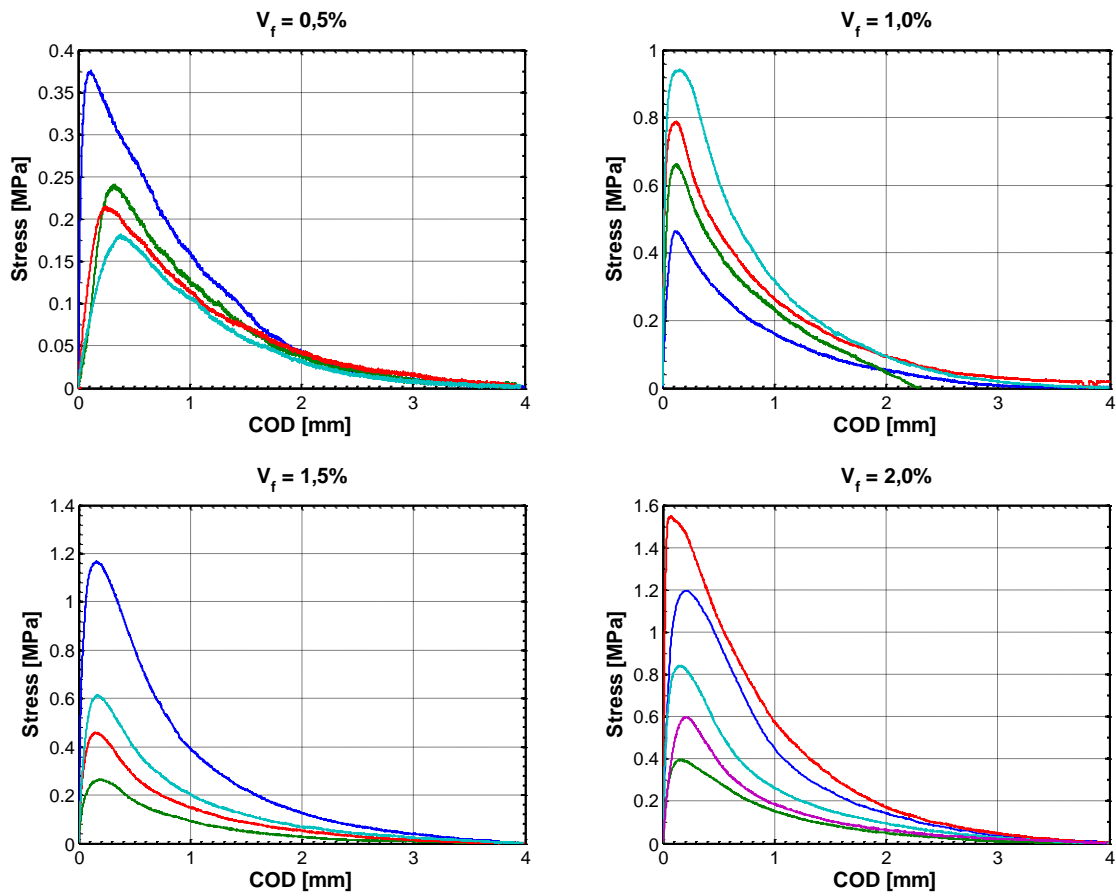 V_f = 0,5%
Stress [MPa]
0.4
0.35
0.3
0.25
0.2
0.15
0.1
0.05
0
0 1 2 3 4
COD [mm]
V_f = 1,0%
Stress [MPa]
1
0.8
0.6
0.4
0.2
0
0 1 2 3 4
COD [mm]
V_f = 1,5%
Stress [MPa]
1.4
1.2
1
0.8
0.6
0.4
0.2
0
0 1 2 3 4
COD [mm]
V_f = 2,0%
Stress [MPa]
1.6
1.4
1.2
1
0.8
0.6
0.4
0.2
0
0 1 2 3 4
COD [mm]